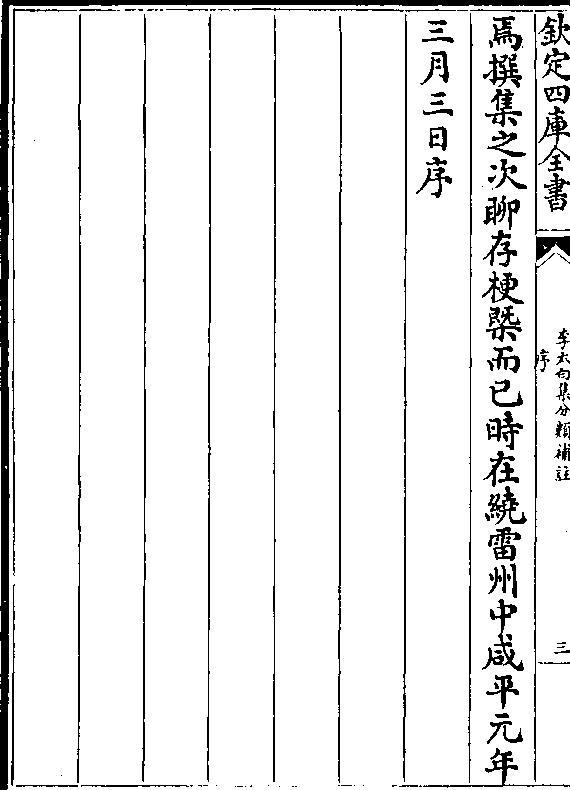 欽定四庫全書
李太白集分類補註
序
三
焉撰集之次聊存梗槩而已時在繞雷州中咸平元年
三月三日序